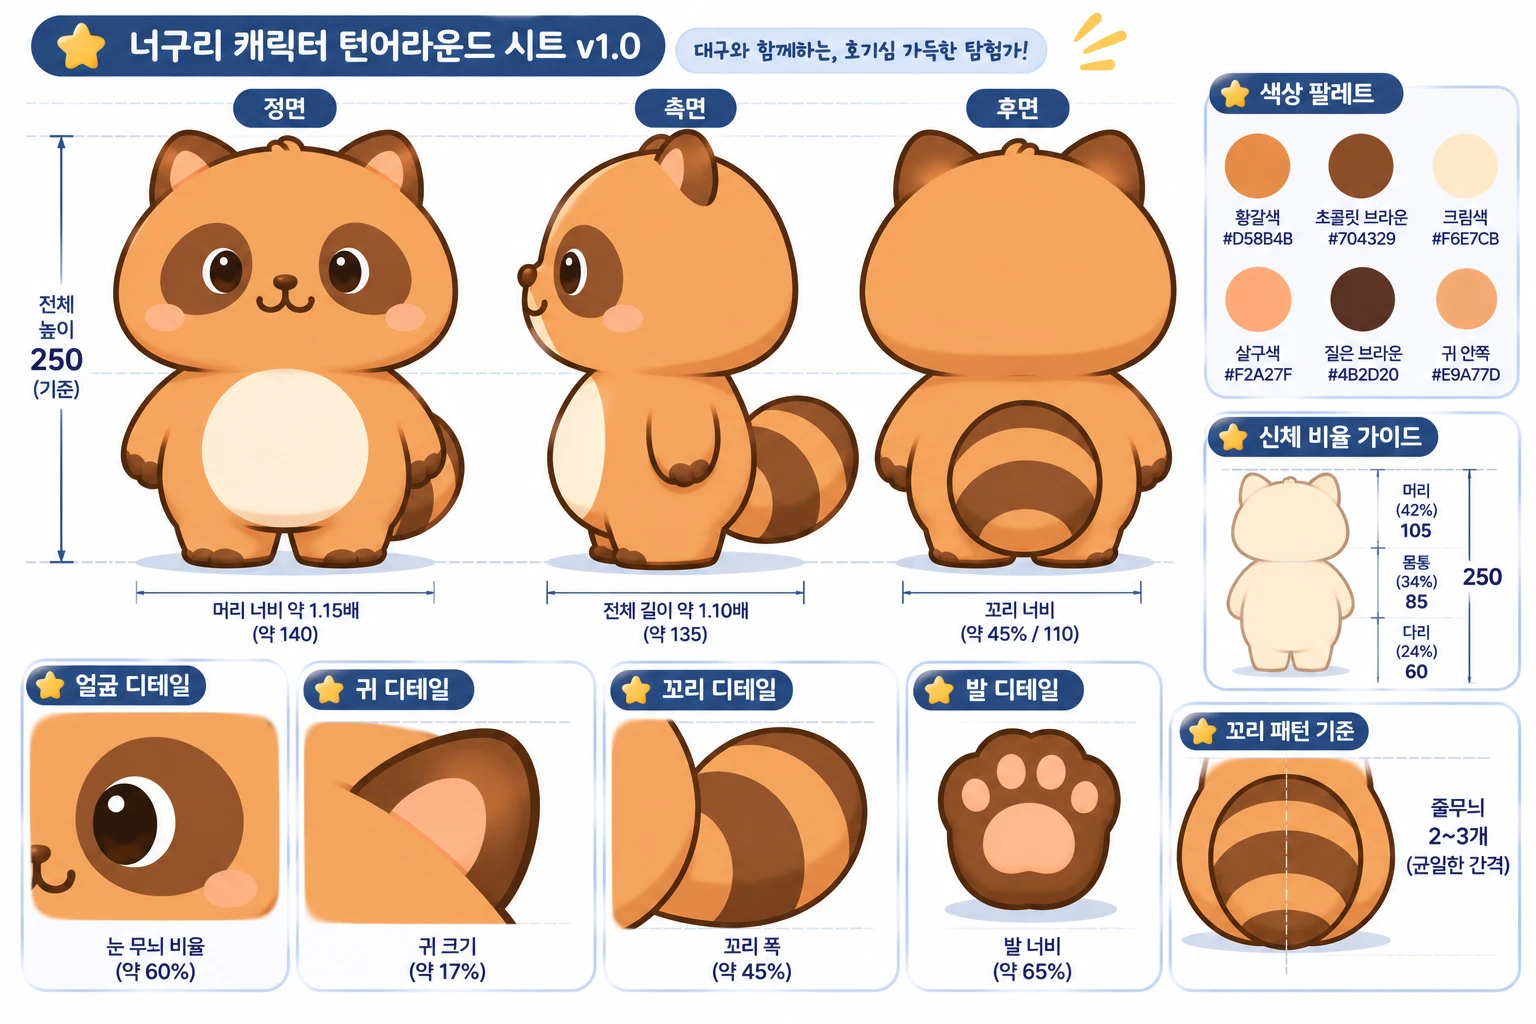 너구리 캐릭터 턴어라운드 시트 v1.0
대구와 함께하는, 호기심 가득한 탐험가!
정면
측면
후면
전체
높이
250
(기준)
머리 너비 약 1.15배
(약 140)
전체 길이 약 1.10배
(약 135)
꼬리 너비
(약 45% / 110)
색상 팔레트
황갈색
#D58B4B
초콜릿 브라운
#704329
크림색
#F6E7CB
살구색
#F2A27F
짙은 브라운
#4B2D20
귀 안쪽
#E9A77D
신체 비율 가이드
머리
(42%)
105
몸통
(34%)
85
다리
(24%)
60
250
얼굴 디테일
눈 무늬 비율
(약 60%)
귀 디테일
귀 크기
(약 17%)
꼬리 디테일
꼬리 폭
(약 45%)
발 디테일
발 너비
(약 65%)
꼬리 패턴 기준
줄무늬
2~3개
(균일한 간격)